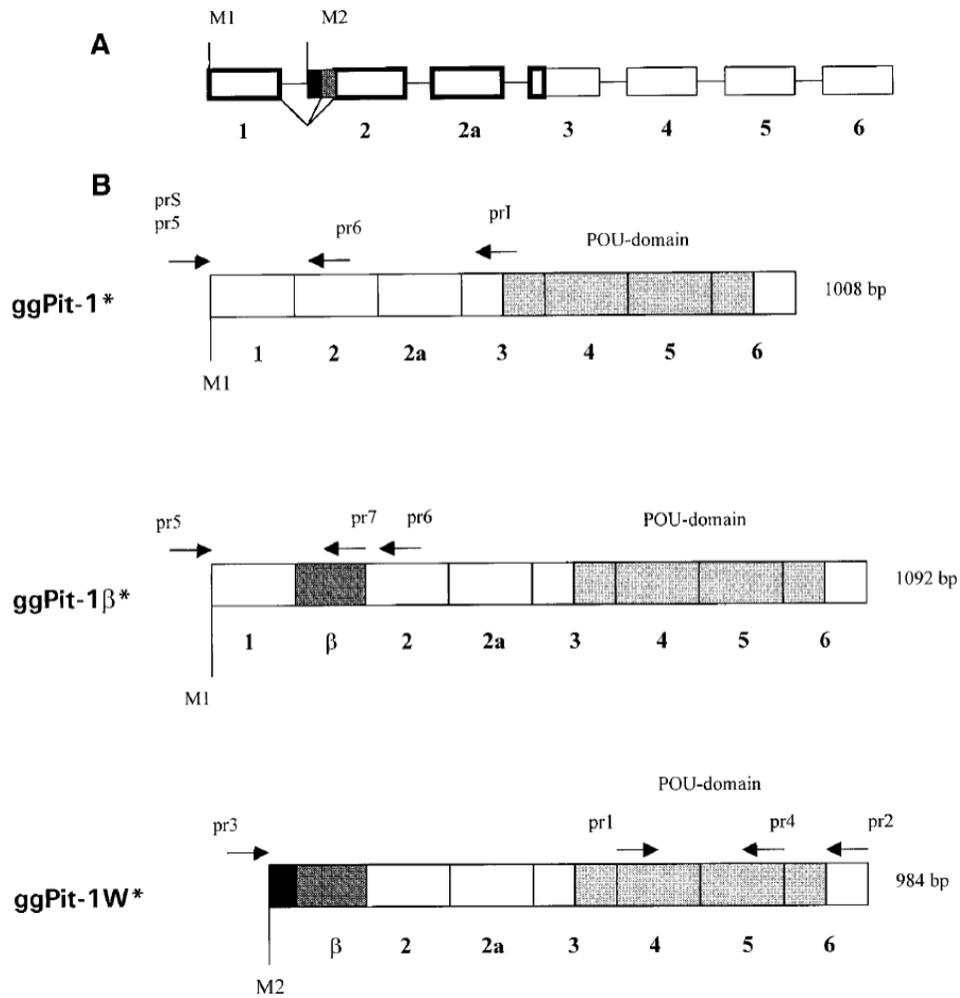 M1 M2
A
1 2 2a 3 4 5 6
B
prS
pr5
pr6
prI
POU-domain
ggPit-1*
1008 bp
1 2 2a 3 4 5 6
M1
pr5
pr7 pr6
POU-domain
ggPit-1β*
1092 bp
1 β 2 2a 3 4 5 6
M1
POU-domain
pr3
pr1 pr4 pr2
ggPit-1W*
984 bp
β 2 2a 3 4 5 6
M2